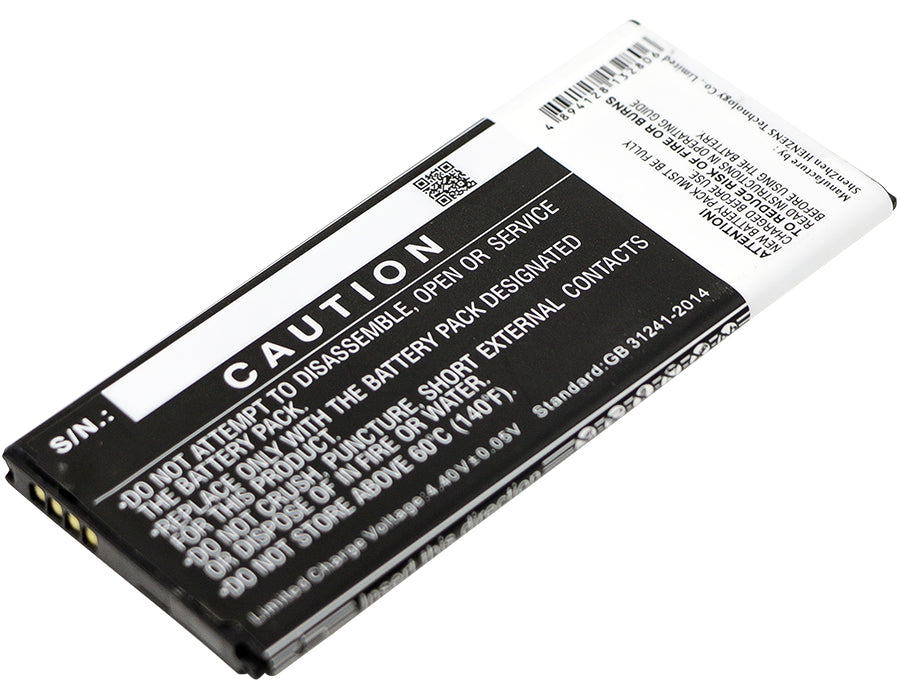 S/N.:
CAUTION
•DO NOT ATTEMPT TO DISASSEMBLE, OPEN OR SERVICE
THE BATTERY PACK.
•REPLACE ONLY WITH THE BATTERY PACK DESIGNATED
FOR THIS PRODUCT.
•DO NOT CRUSH, PUNCTURE, SHORT EXTERNAL CONTACTS
OR DISPOSE OF IN FIRE OR WATER.
•DO NOT STORE ABOVE 60°C (140°F).
Limited Charge Voltage:4.40V±0.05V Standard:GB 31241-2014
Insert this direction
4 894128 132806
ATTENTION!
NEW BATTERY PACK MUST BE FULLY
CHARGED BEFORE USE.
TO REDUCE RISK OF FIRE OR BURNS
READ INSTRUCTIONS IN OPERATING GUIDE
BEFORE USING THE BATTERY
Manufacture by:
ShenZhen HENZENS Technology Co., Limited